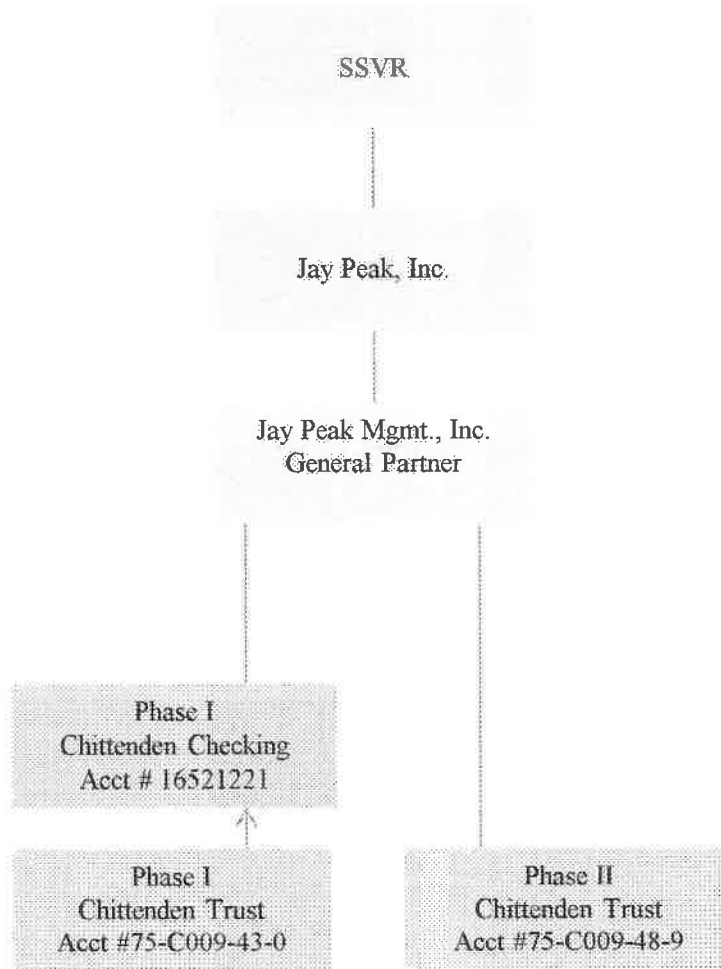 SSVR
Jay Peak, Inc.
Jay Peak Mgmt., Inc.
General Partner
Phase I
Chittenden Checking
Acct # 16521221
Phase I
Chittenden Trust
Acct #75-C009-43-0
Phase II
Chittenden Trust
Acct #75-C009-48-9